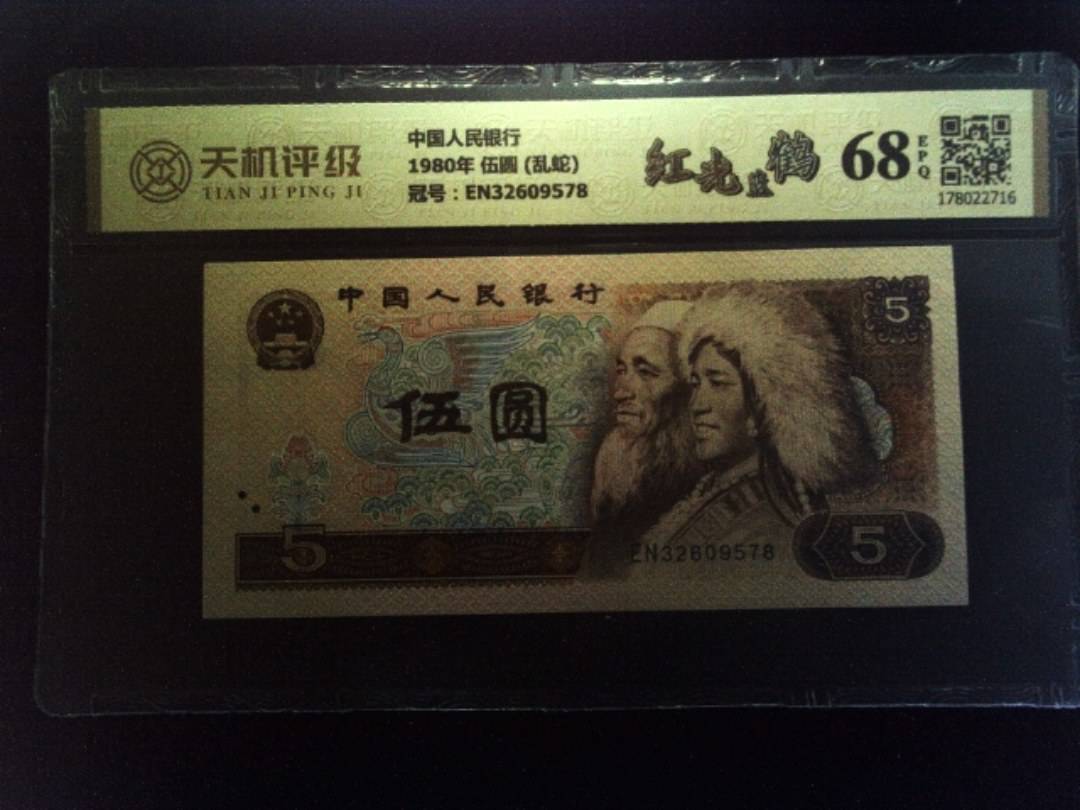 天机评级
TIAN JI PING JI
中国人民银行
1980年 伍圆 (乱蛇)
冠号:EN32609578
红光蓝鹤
68
EPQ
178022716
中国人民银行
5
伍圆
5
EN32609578
5